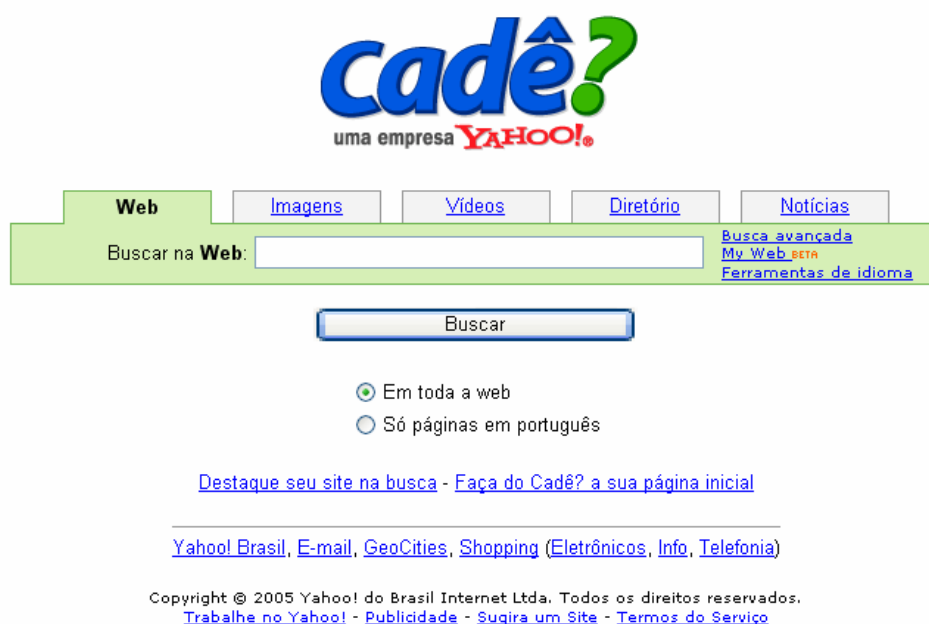 cadê?
uma empresa YAHOO!®
Web Imagens Vídeos Diretório Notícias
Buscar na Web:
Busca avançada
My Web BETA
Ferramentas de idioma
Buscar
Em toda a web
Só páginas em português
Destaque seu site na busca - Faça do Cadê? a sua página inicial
Yahoo! Brasil, E-mail, GeoCities, Shopping (Eletrônicos, Info, Telefonia)
Copyright © 2005 Yahoo! do Brasil Internet Ltda. Todos os direitos reservados.
Trabalhe no Yahoo! - Publicidade - Sugira um Site - Termos do Serviço